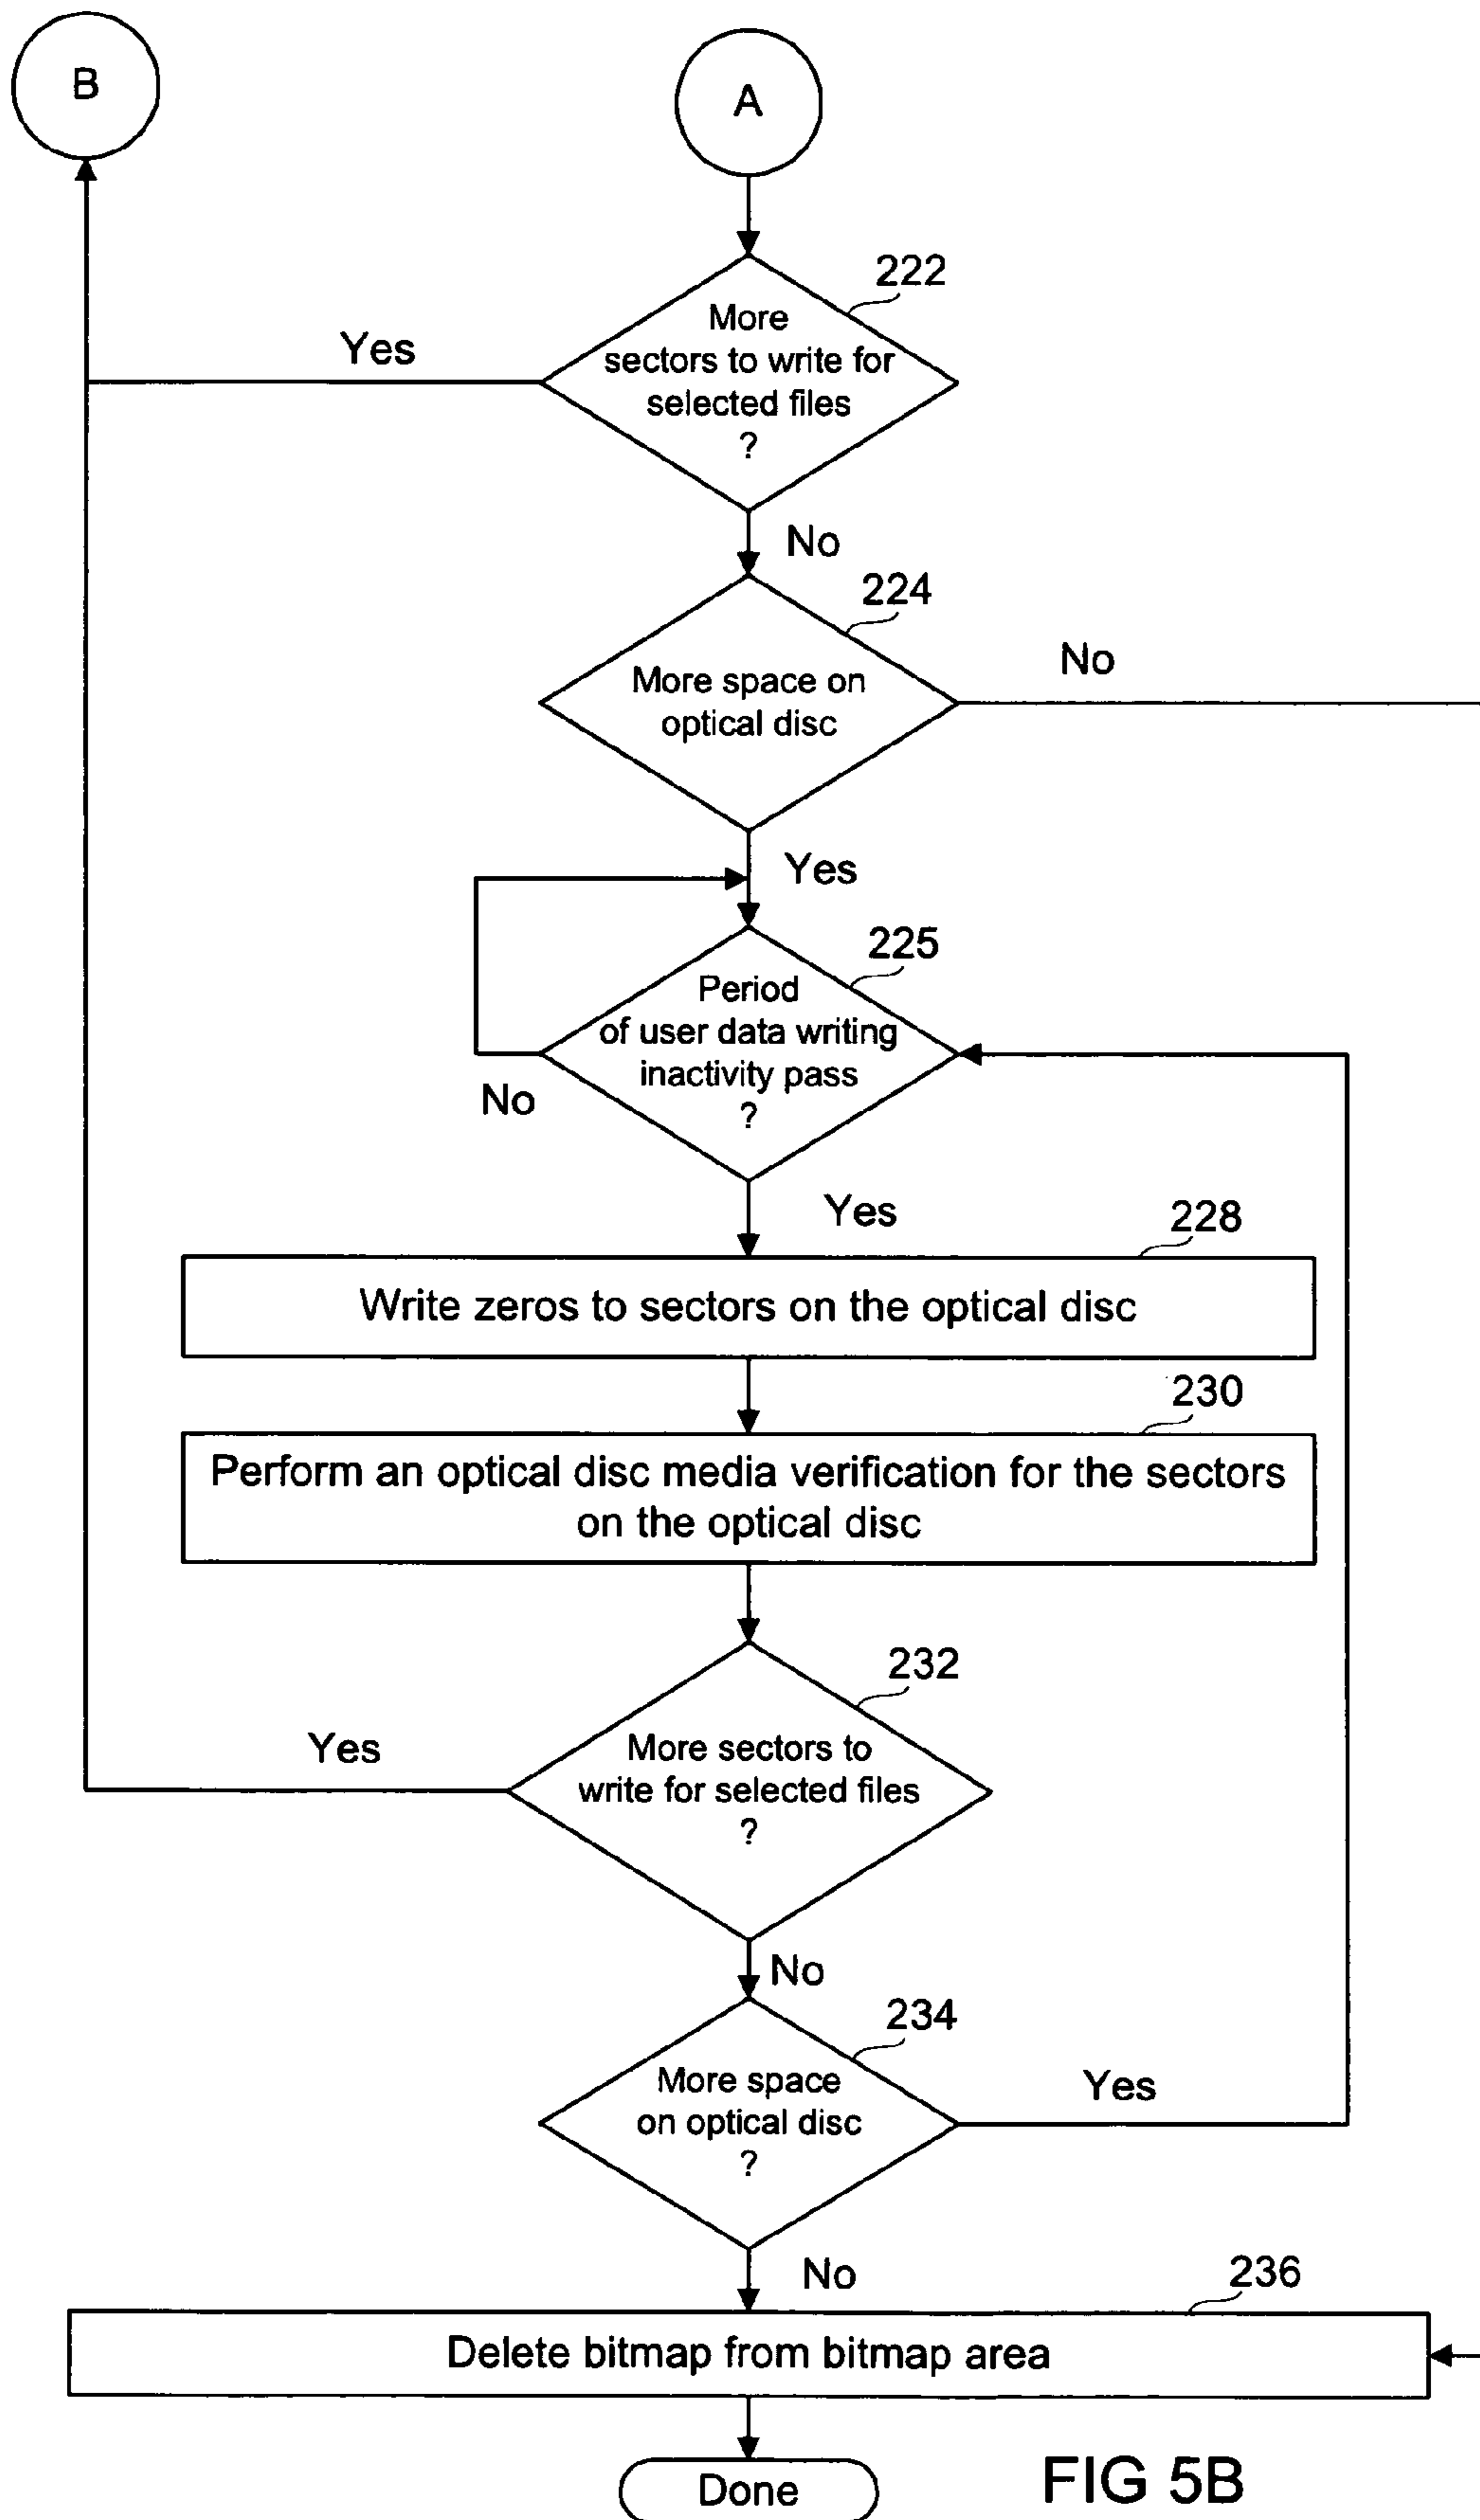 B
A
222
More
sectors to write for
selected files
?
Yes
No
224
More space on
optical disc
No
Yes
225
Period
of user data writing
inactivity pass
?
No
Yes
228
Write zeros to sectors on the optical disc
230
Perform an optical disc media verification for the sectors
on the optical disc
232
More sectors to
write for selected files
?
Yes
No
234
More space
on optical disc
?
Yes
No
236
Delete bitmap from bitmap area
Done
FIG 5B